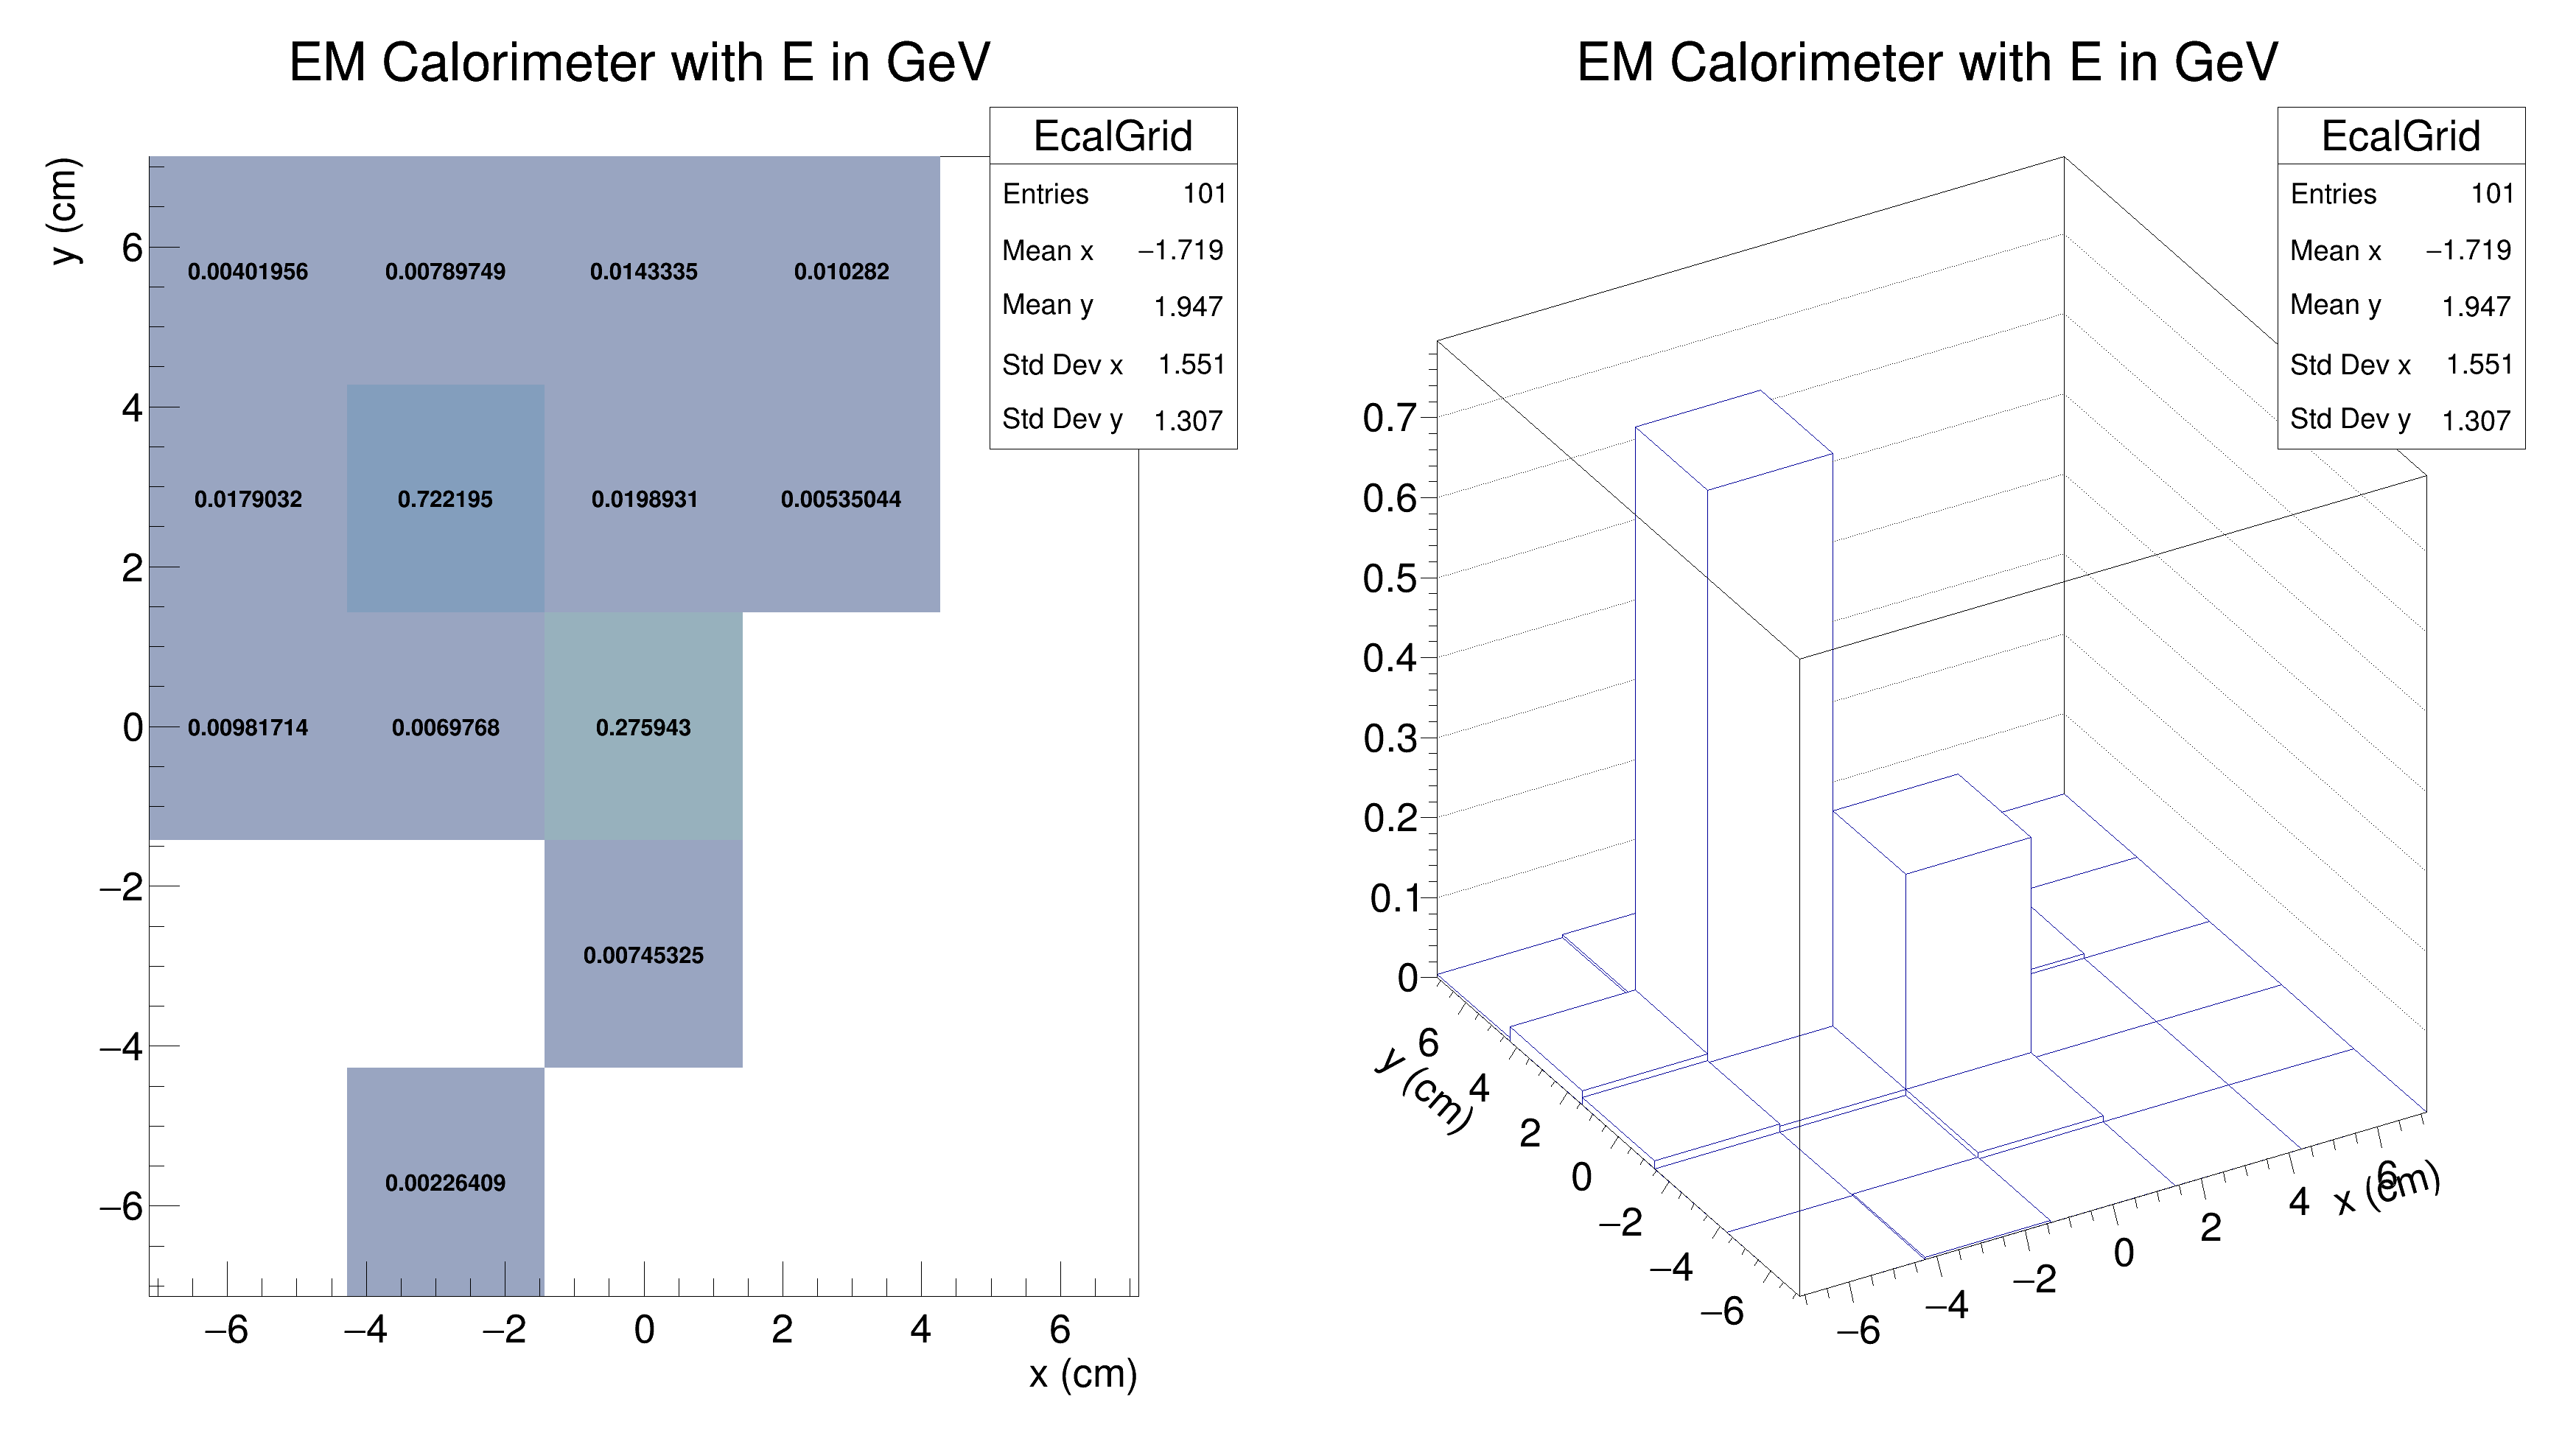 EM Calorimeter with E in GeV
EcalGrid
Entries 101
Mean x −1.719
Mean y 1.947
Std Dev x 1.551
Std Dev y 1.307
y (cm)
6
4
2
0
−2
−4
−6
0.00401956 0.00789749 0.0143335 0.010282
0.0179032 0.722195 0.0198931 0.00535044
0.00981714 0.0069768 0.275943
0.00745325
0.00226409
−6 −4 −2 0 2 4 6
x (cm)
EM Calorimeter with E in GeV
EcalGrid
Entries 101
Mean x −1.719
Mean y 1.947
Std Dev x 1.551
Std Dev y 1.307
0.7
0.6
0.5
0.4
0.3
0.2
0.1
0
y (cm)
6
4
2
0
−2
−4
−6
−6 −4 −2 0 2 4 6
x (cm)